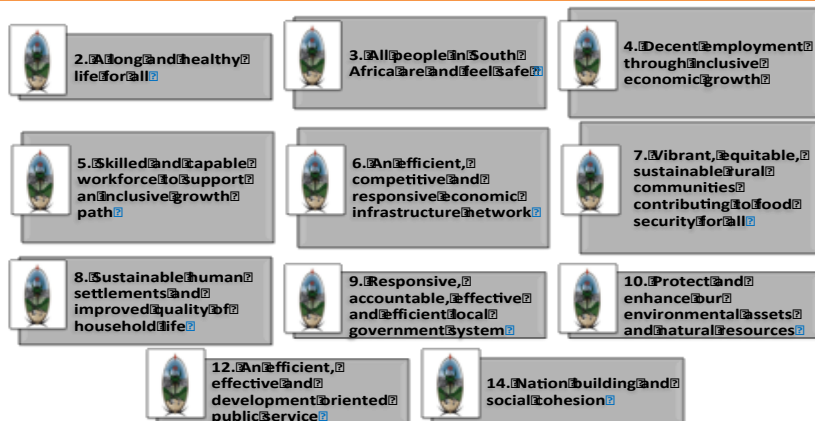 2. A long and healthy
life for all
3. All people in South
Africa are and feel safe
4. Decent employment
through inclusive
economic growth
5. Skilled and capable
workforce to support
an inclusive growth
path
6. An efficient,
competitive and
responsive economic
infrastructure network
7. Vibrant, equitable,
sustainable rural
communities
contributing to food
security for all
8. Sustainable human
settlements and
improved quality of
household life
9. Responsive,
accountable, effective
and efficient local
government system
10. Protect and
enhance our
environmental assets
and natural resources
12. An efficient,
effective and
development oriented
public service
14. Nation building and
social cohesion